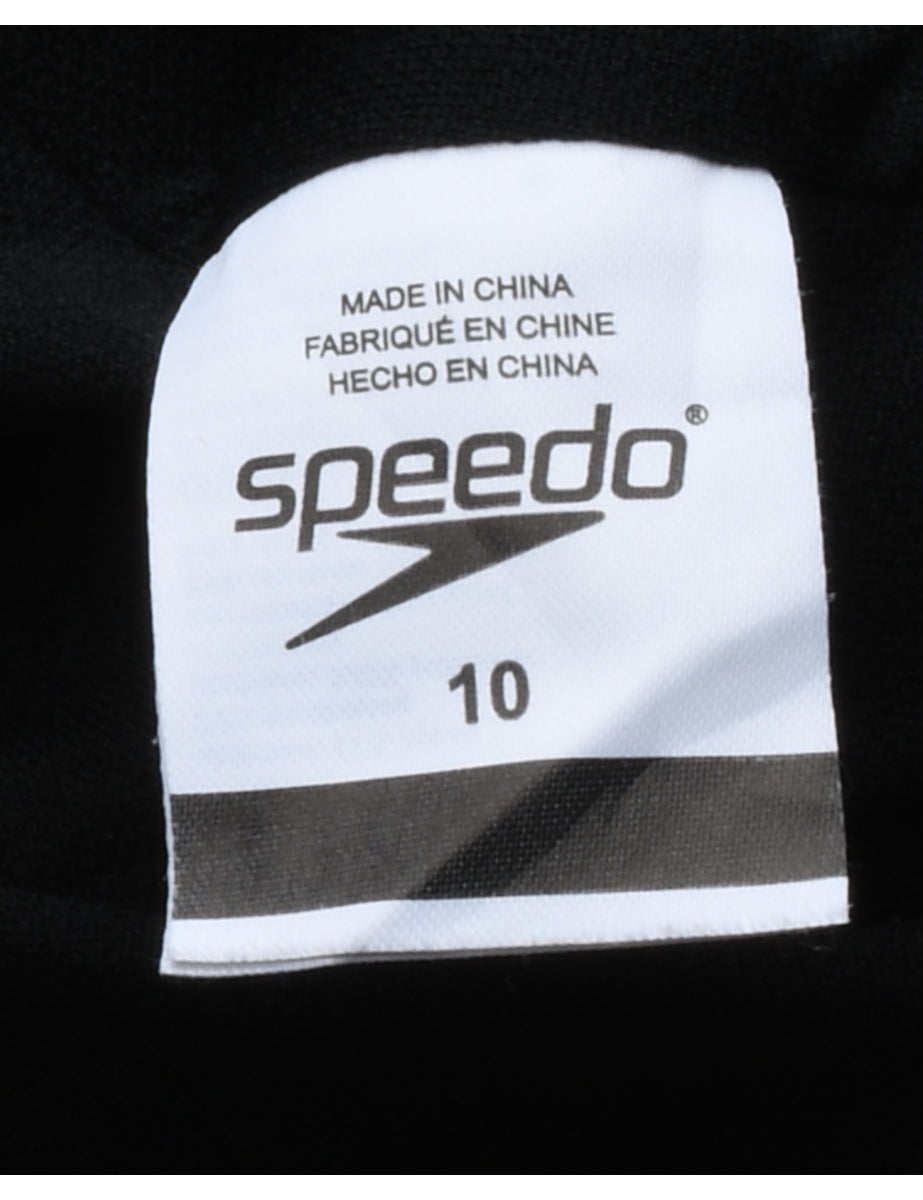 MADE IN CHINA
FABRIQUÉ EN CHINE
HECHO EN CHINA
speedo®
10